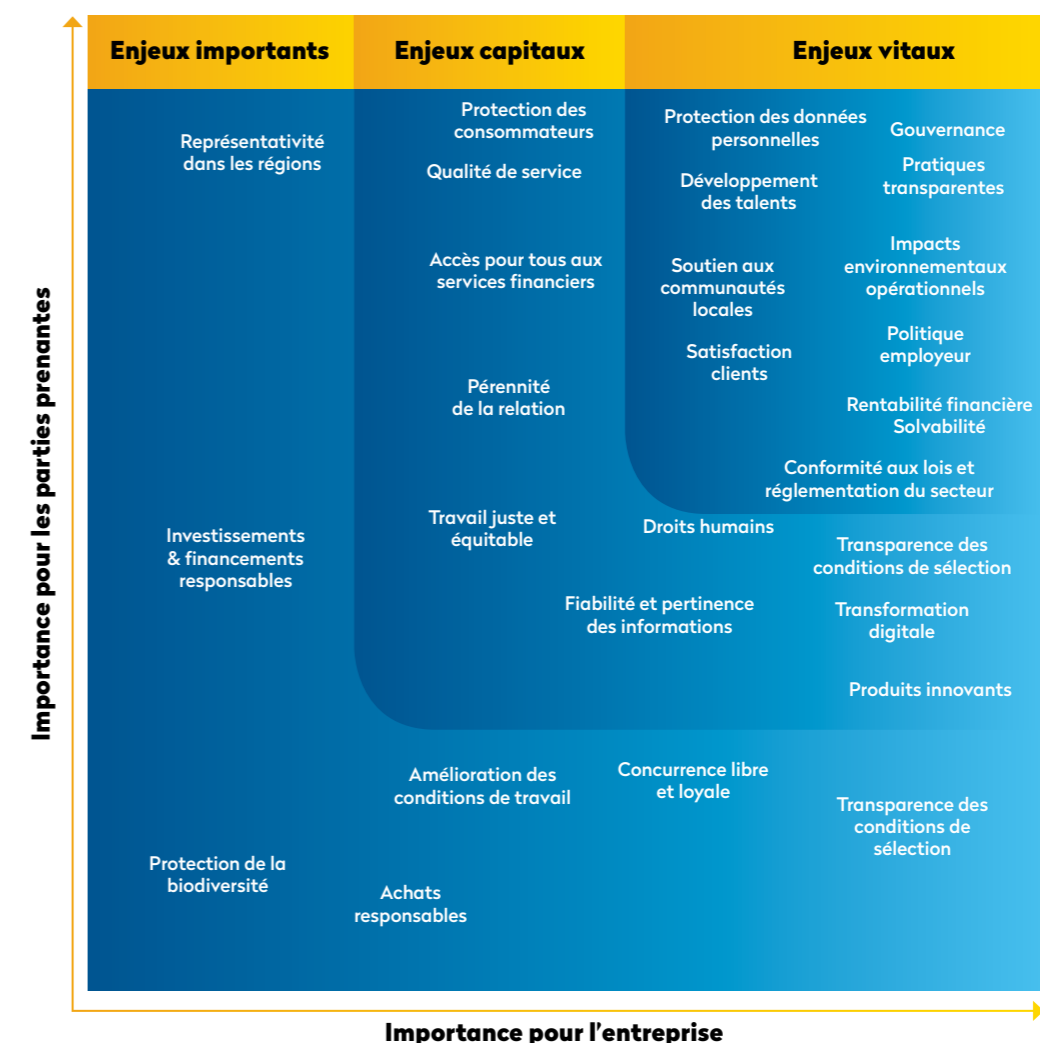 Enjeux importants
Enjeux capitaux
Enjeux vitaux
Importance pour les parties prenantes
Représentativité
dans les régions
Investissements
& financements
responsables
Protection de la
biodiversité
Protection des
consommateurs
Qualité de service
Accès pour tous aux
services financiers
Pérennité
de la relation
Travail juste et
équitable
Fiabilité et pertinence
des informations
Amélioration des
conditions de travail
Achats
responsables
Protection des données
personnelles
Développement
des talents
Soutien aux
communautés
locales
Satisfaction
clients
Droits humains
Concurrence libre
et loyale
Gouvernance
Pratiques
transparentes
Impacts
environnementaux
opérationnels
Politique
employeur
Rentabilité financière
Solvabilité
Conformité aux lois et
réglementation du secteur
Transparence des
conditions de sélection
Transformation
digitale
Produits innovants
Transparence des
conditions de
sélection
Importance pour l'entreprise